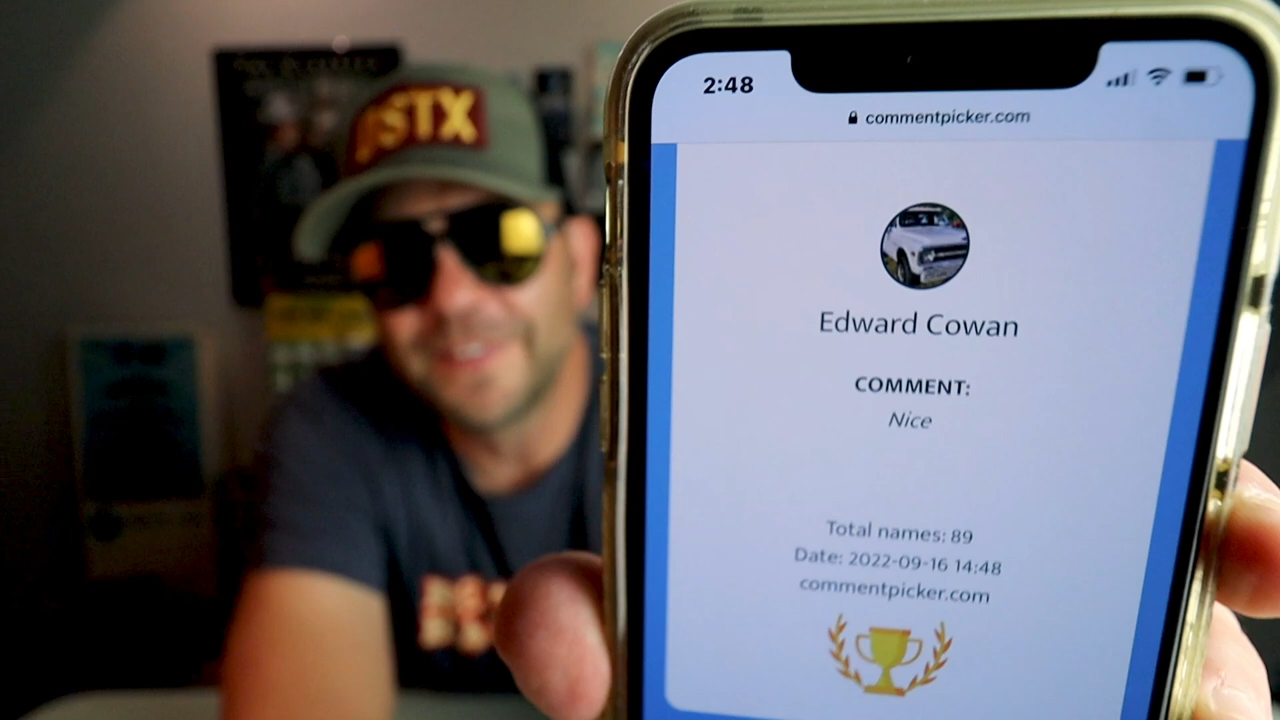 2:48
commentpicker.com
Edward Cowan
COMMENT:
Nice
Total names: 89
Date: 2022-09-16 14:48
commentpicker.com